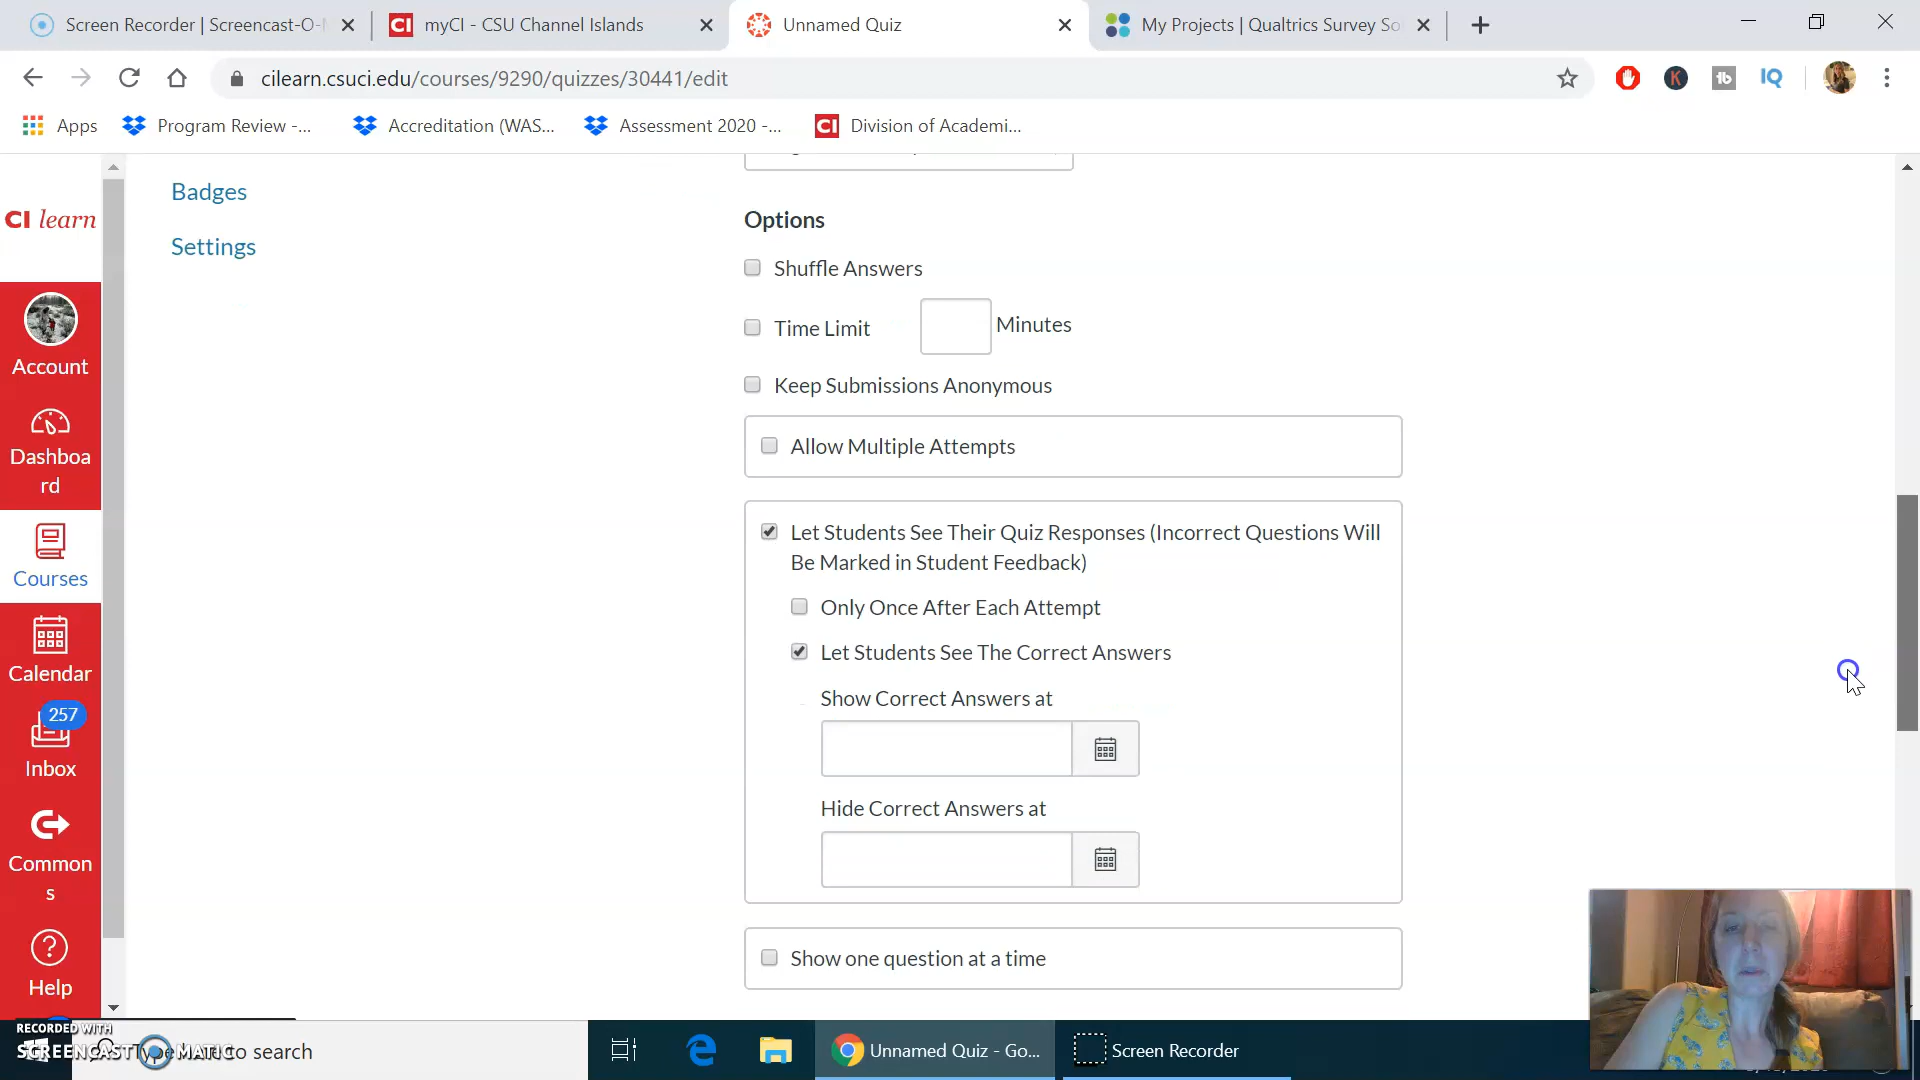 Screen Recorder | Screencast-O-
myCI - CSU Channel Islands
Unnamed Quiz
My Projects | Qualtrics Survey So
cilearn.csuci.edu/courses/9290/quizzes/30441/edit
Apps
Program Review -...
Accreditation (WAS...
Assessment 2020 -...
CI
Division of Academi...
CI learn
Account
Dashboa
rd
Courses
Calendar
257
Inbox
Common
s
Help
Badges
Settings
Options
Shuffle Answers
Time Limit
Minutes
Keep Submissions Anonymous
Allow Multiple Attempts
Let Students See Their Quiz Responses (Incorrect Questions Will
Be Marked in Student Feedback)
Only Once After Each Attempt
Let Students See The Correct Answers
Show Correct Answers at
Hide Correct Answers at
Show one question at a time
RECORDED WITH
SCREENCAST MATIC
search
Unnamed Quiz - Go...
Screen Recorder